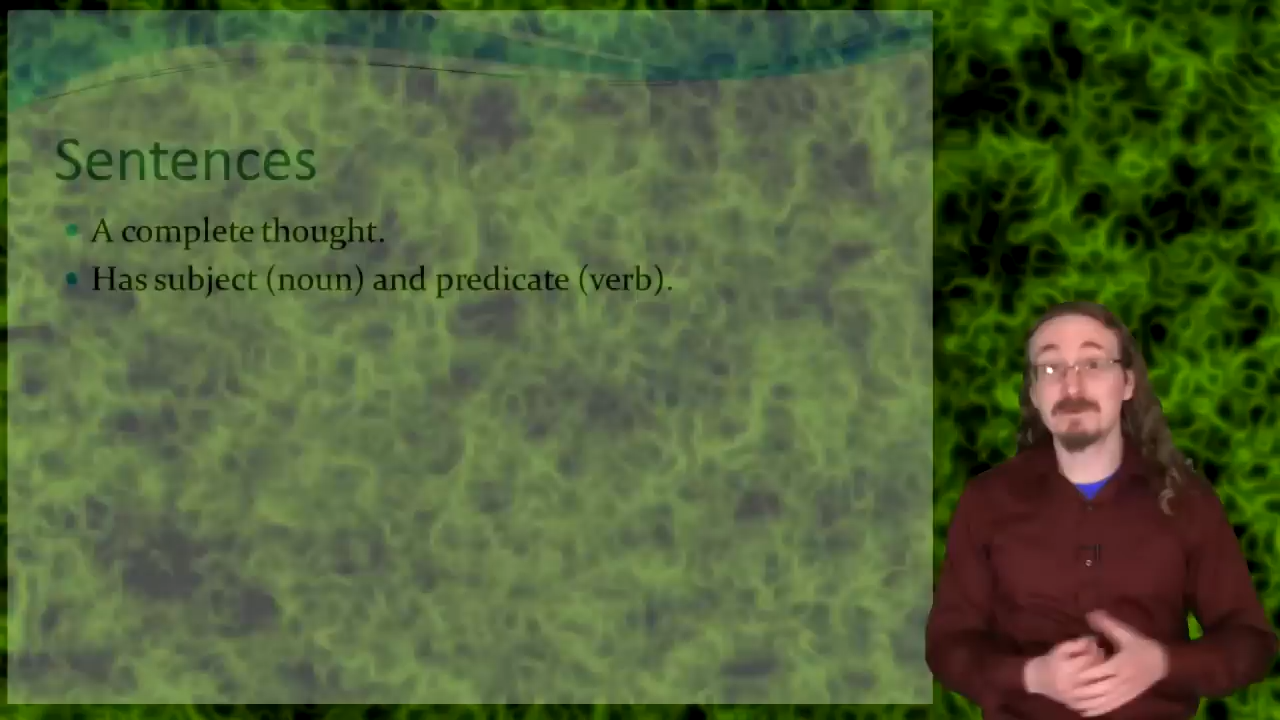 Sentences
A complete thought.
Has subject (noun) and predicate (verb).